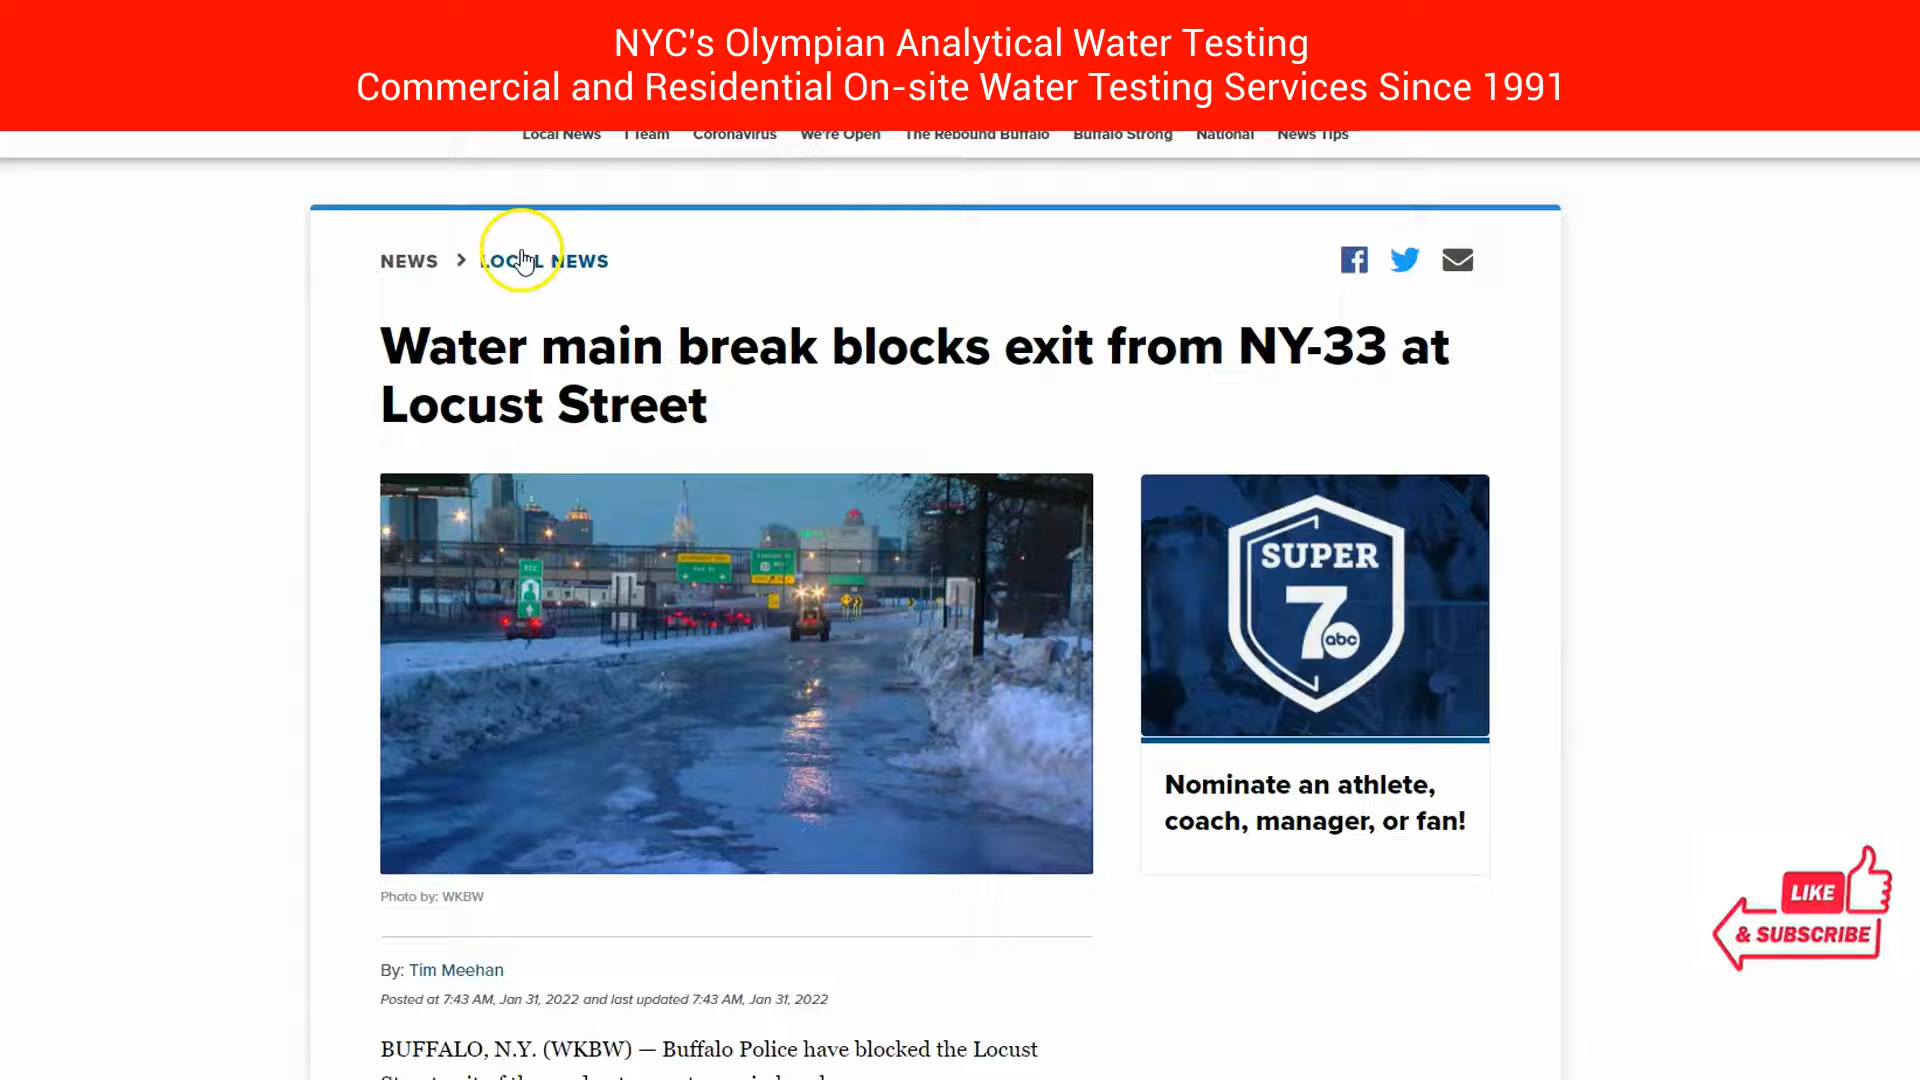 NYC's Olympian Analytical Water Testing
Commercial and Residential On-site Water Testing Services Since 1991
Local News I Team Coronavirus We're Open The Rebound Buffalo Buffalo Strong National News Tips
NEWS > LOCAL NEWS
Water main break blocks exit from NY-33 at
Locust Street
SUPER
7
abc
Nominate an athlete,
coach, manager, or fan!
Photo by: WKBW
LIKE
& SUBSCRIBE
By: Tim Meehan
Posted at 7:43 AM, Jan 31, 2022 and last updated 7:43 AM, Jan 31, 2022
BUFFALO, N.Y. (WKBW) — Buffalo Police have blocked the Locust